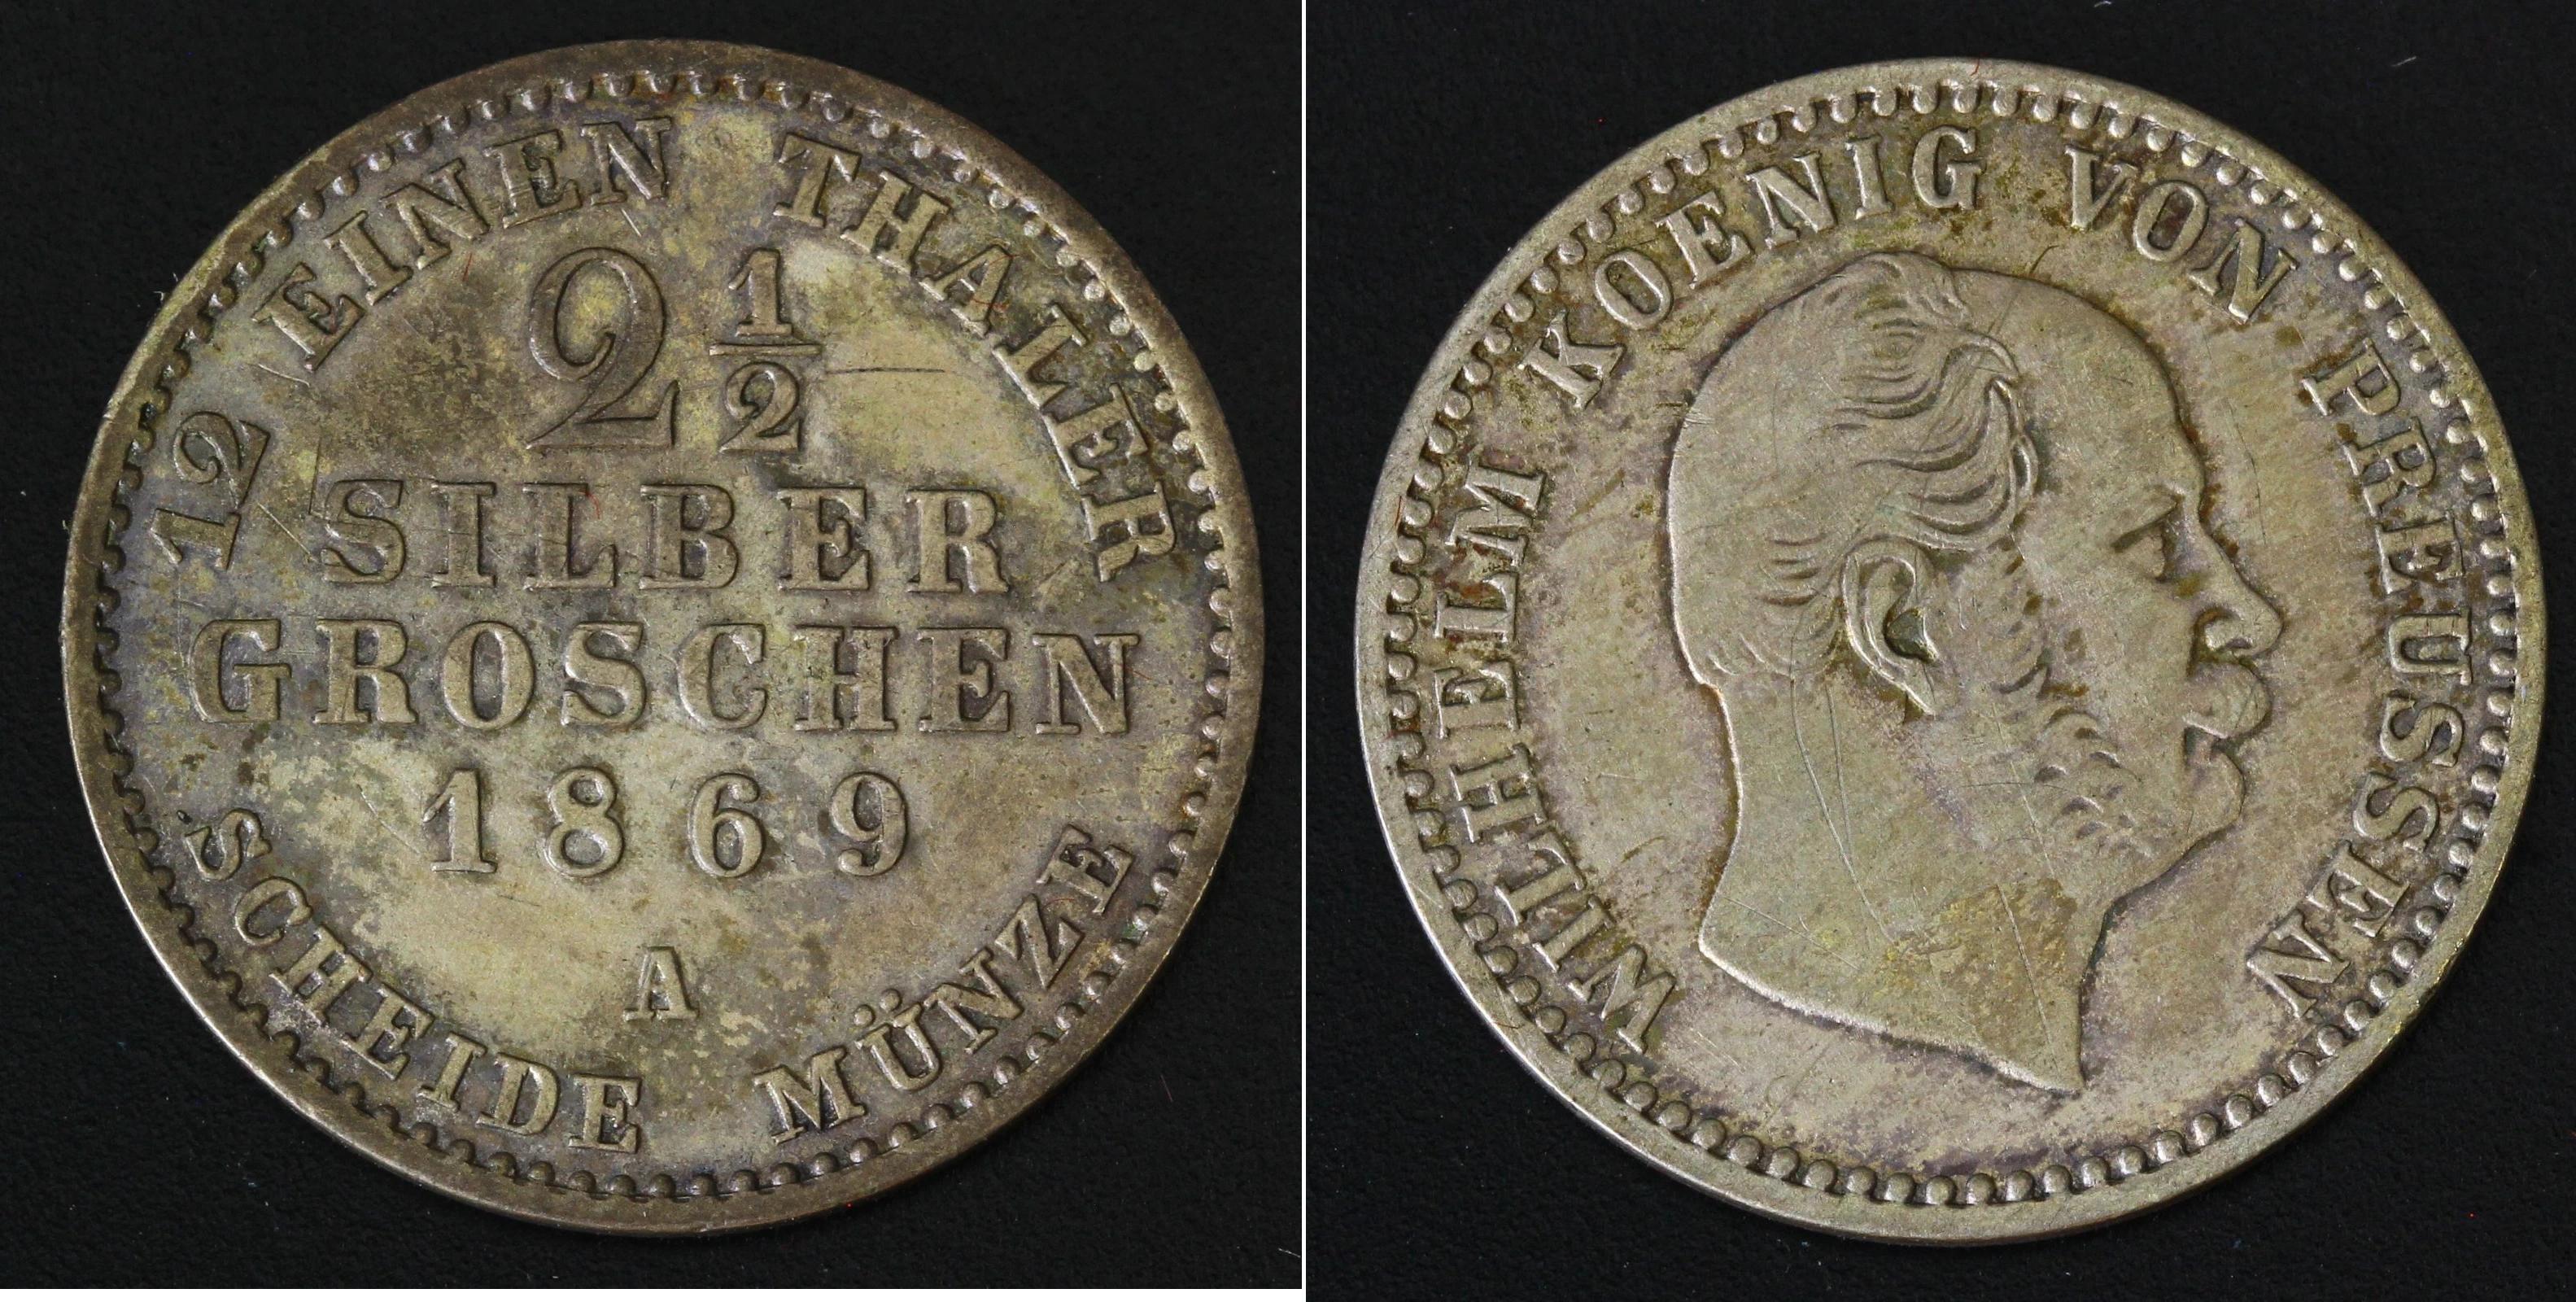 12 EINEN THALER
2 1/2
SILBER
GROSCHEN
1869
A
SCHEIDE MÜNZE
WILHELM KOENIG VON PREUSSEN